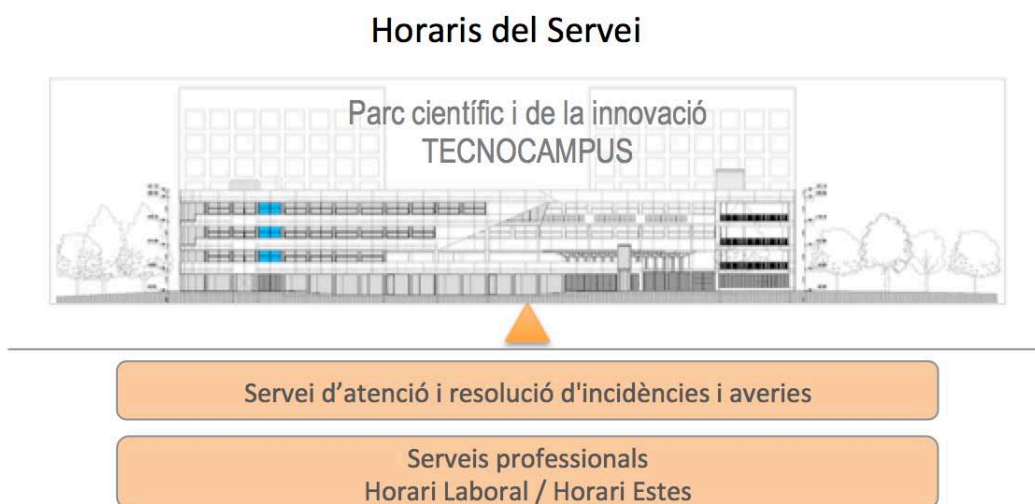 Horaris del Servei
Parc científic i de la innovació
TECNOCAMPUS
Servei d’atenció i resolució d'incidències i averies
Serveis professionals
Horari Laboral / Horari Estes